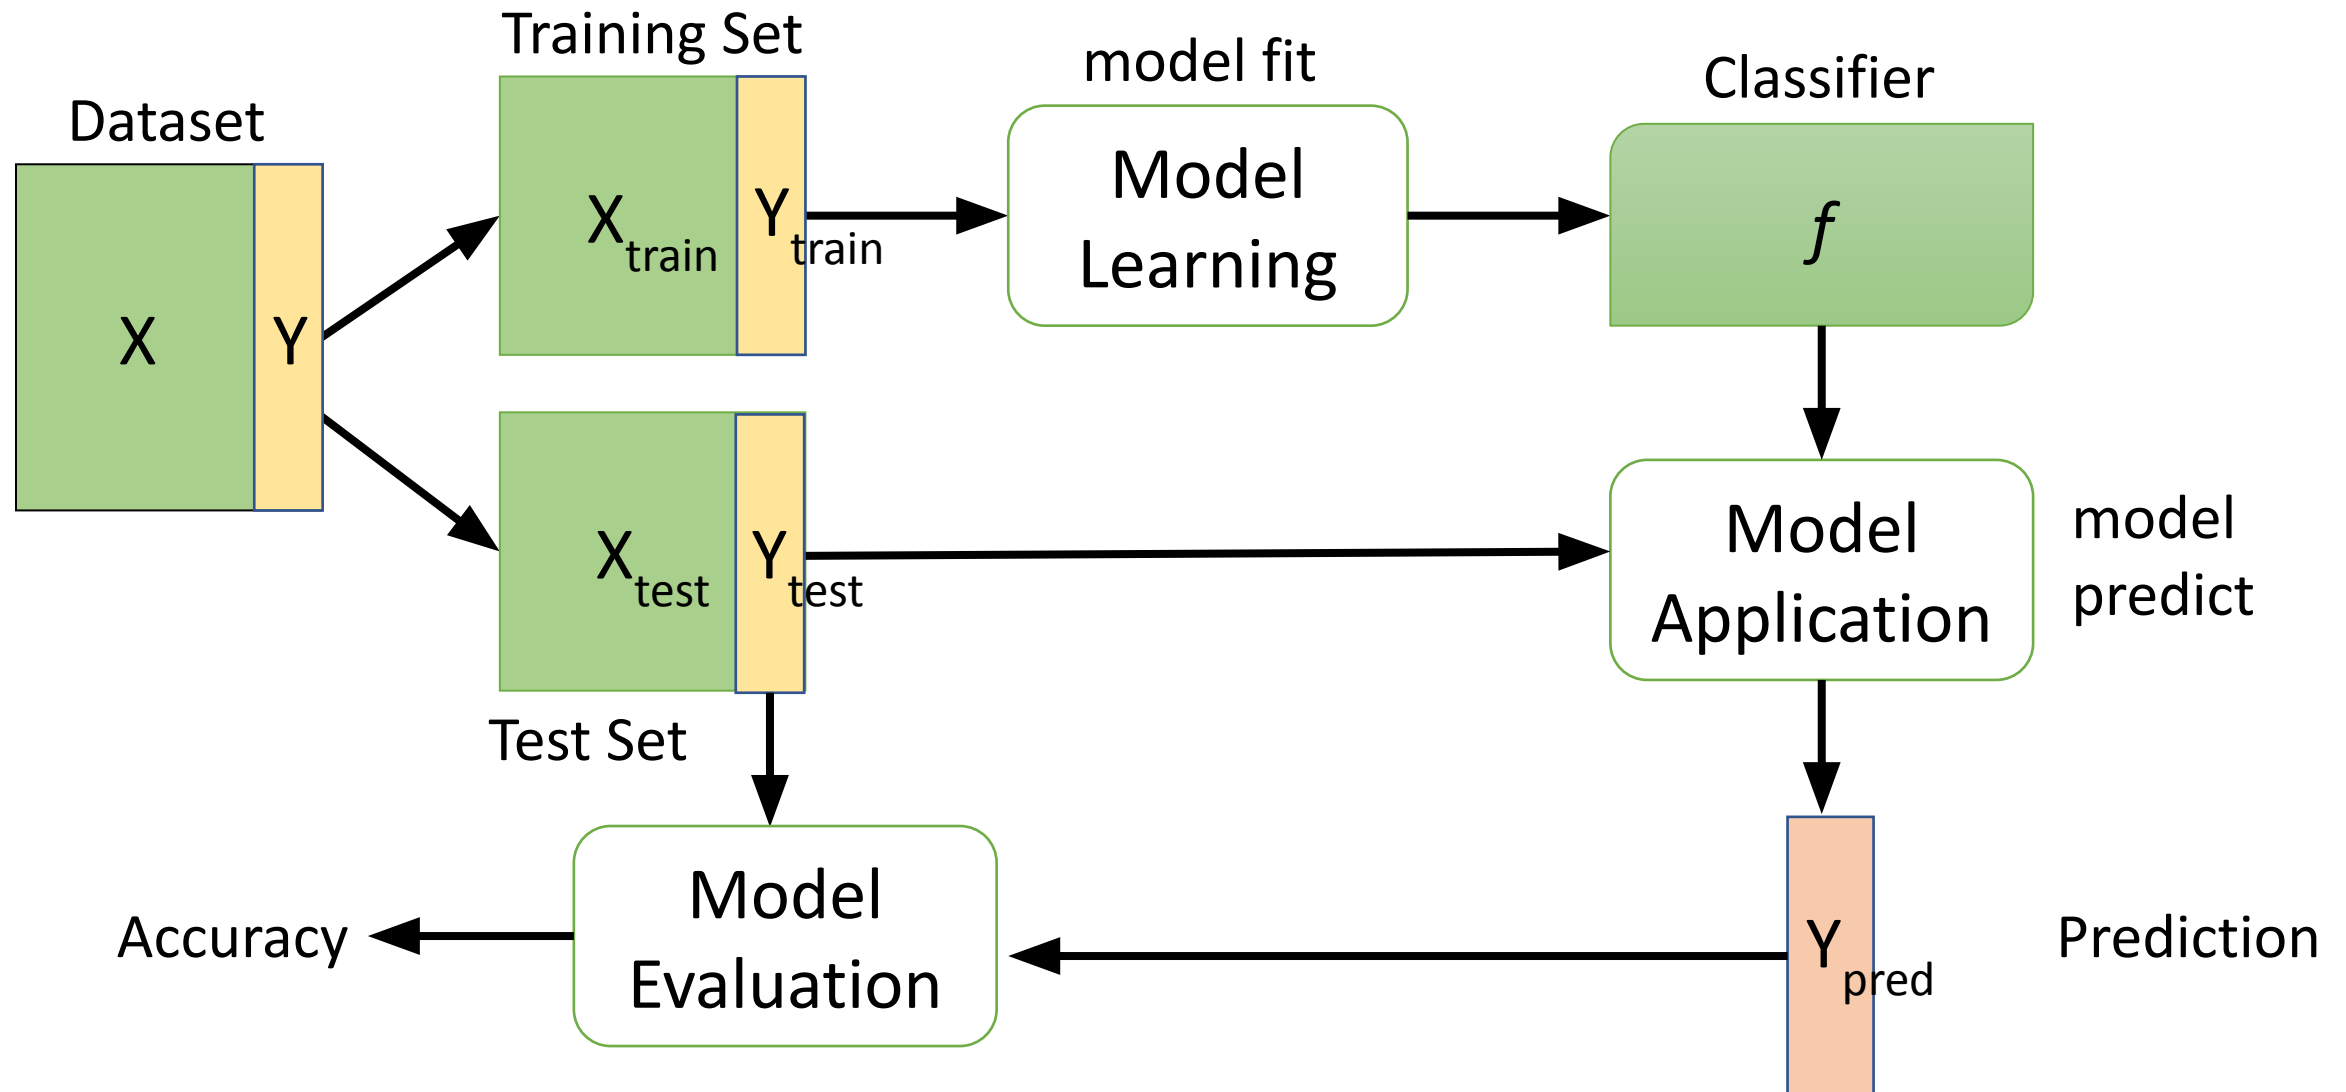 Training Set
model fit
Classifier
Dataset
X
Y
X train
Y train
Model
Learning
f
X test
Y test
Model
Application
model
predict
Test Set
Model
Evaluation
Accuracy
Y pred
Prediction